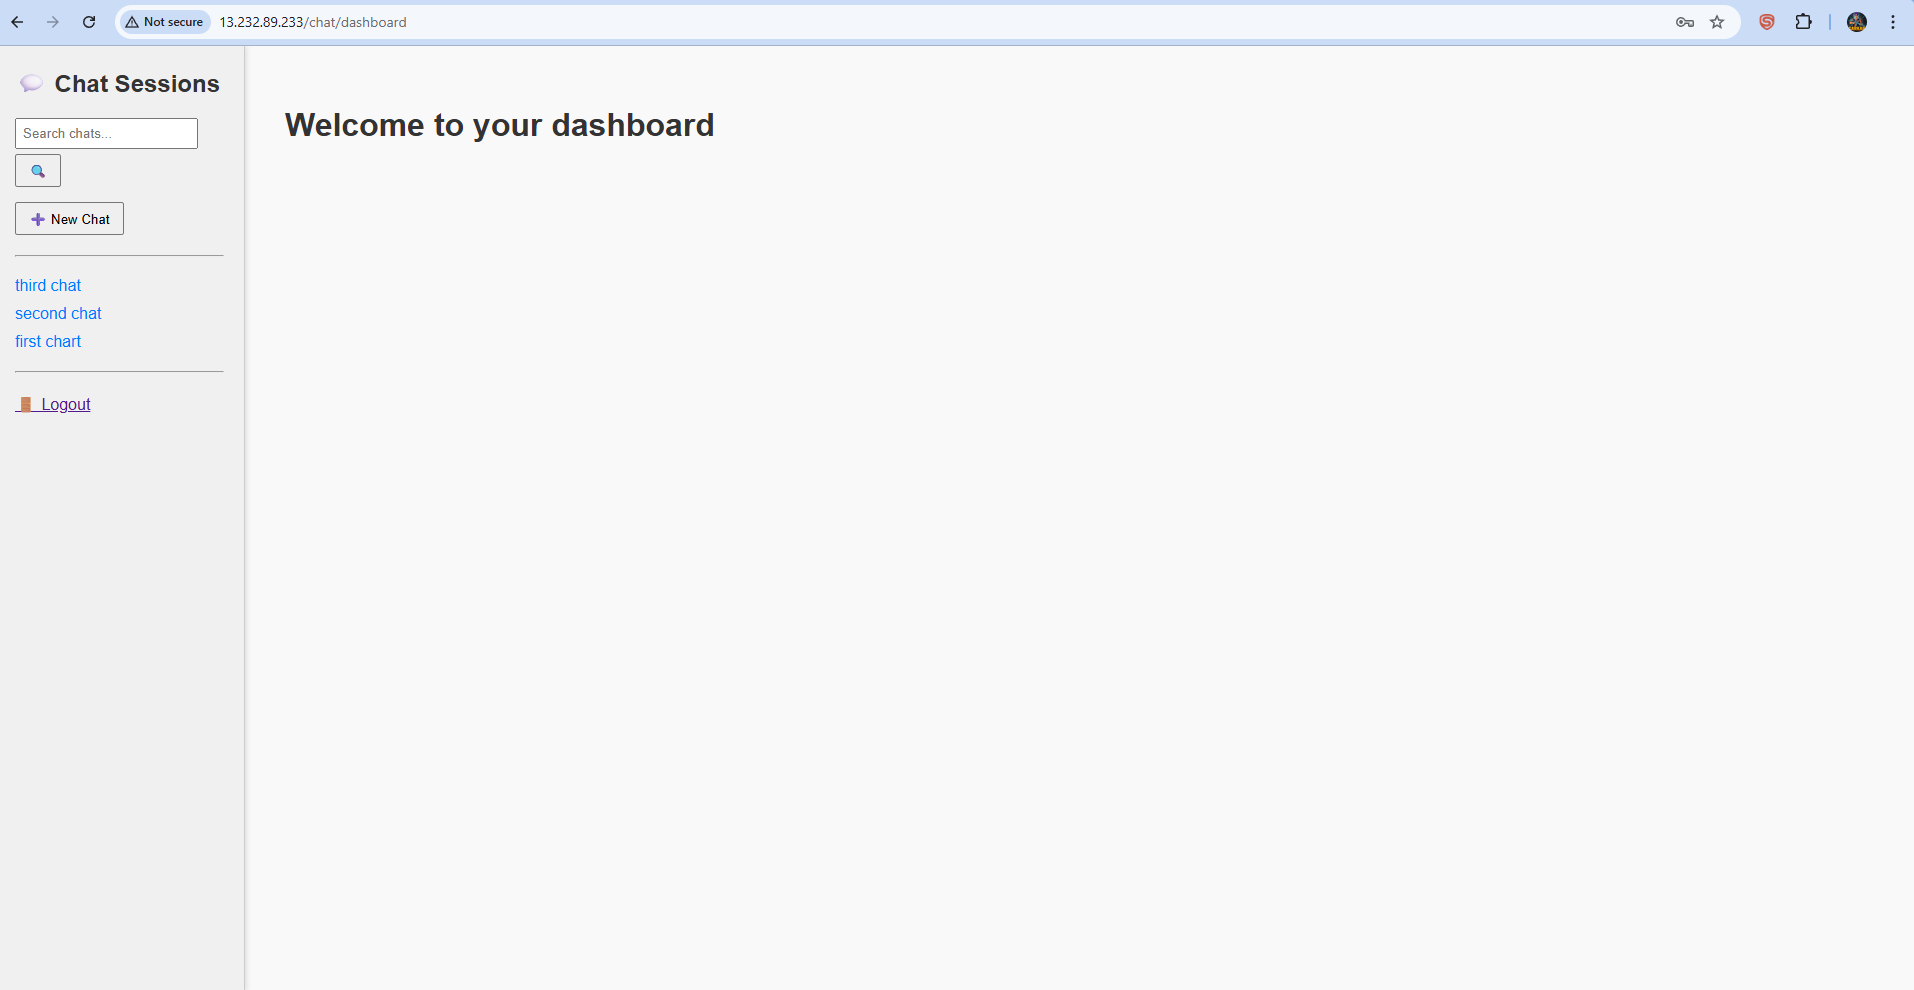 Not secure 13.232.89.233/chat/dashboard
Chat Sessions
Search chats...
New Chat
third chat
second chat
first chart
Logout
Welcome to your dashboard